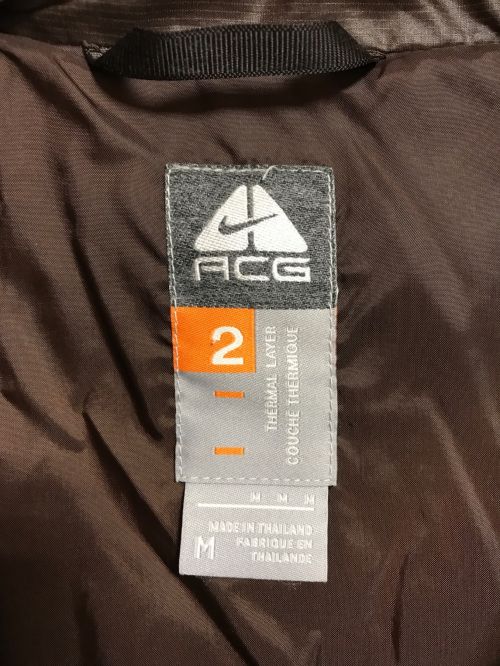 ACG
2
THERMAL LAYER
COUCHE THERMIQUE
M M M
M
MADE IN THAILAND
FABRIQUE EN
THAILANDE